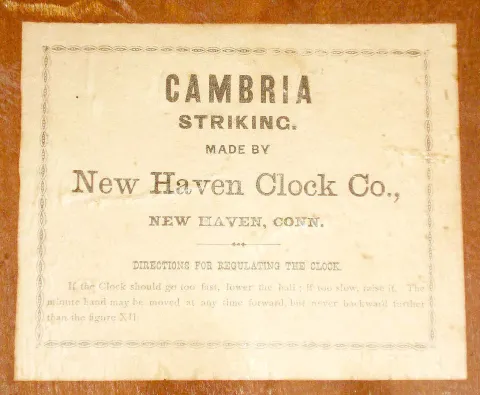 CAMBRIA
STRIKING.
MADE BY
New Haven Clock Co.,
NEW HAVEN, CONN.
DIRECTIONS FOR REGULATING THE CLOCK.
If the Clock should go too fast, lower the ball; if too slow, raise it. The
minute hand may be moved at any time forward, but never backward further
than the figure XII.